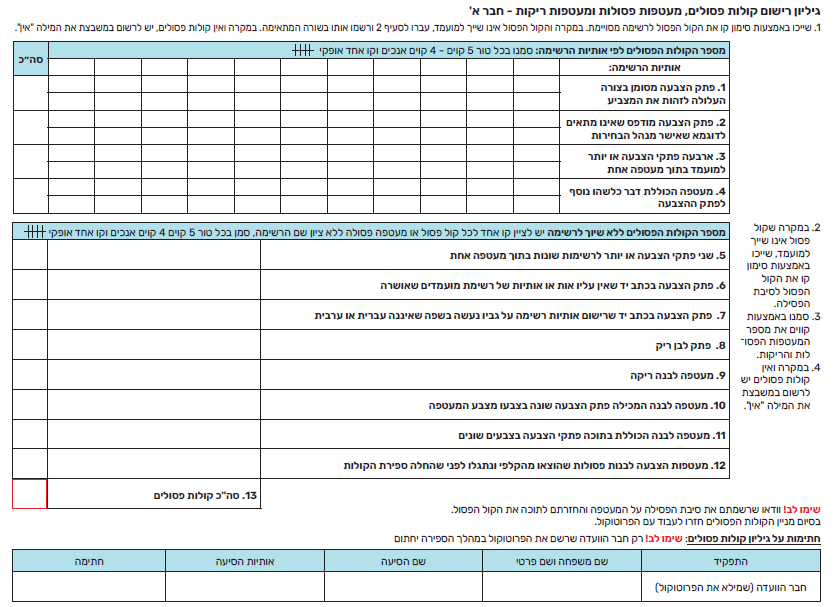 גיליון רישום קולות פסולים, מעטפות פסולות ומעטפות ריקות - חבר א'
1. שייכו באמצעות סימון קו את הקול הפסול לרשימה מסויימת. במקרה והקול הפסול אינו שייך למועמד, עברו לסעיף 2 ורשמו אותו בשורה המתאימה. במקרה ואין קולות פסולים, יש לרשום במשבצת את המילה "אין".
מספר הקולות הפסולים לפי אותיות הרשימה: סמנו בכל טור 5 קוים - 4 קוים אנכים וקו אחד אופקי
סה"כ
אותיות הרשימה:
1. פתק הצבעה מסומן בצורה
העלולה לזהות את המצביע
2. פתק הצבעה מודפס שאינו מתאים
לדוגמא שאישר מנהל הבחירות
3. ארבעה פתקי הצבעה או יותר
למועמד בתוך מעטפה אחת
4. מעטפה הכוללת דבר כלשהו נוסף
לפתק ההצבעה
2. במקרה שקול
פסול אינו שייך
למועמד, שייכו
באמצעות סימון
קו את הקול
הפסול לסיבת
הפסילה.
3. סמנו באמצעות
קווים את מספר
המעטפות הפסו־
לות והריקות.
4. במקרה ואין
קולות פסולים יש
לרשום במשבצת
את המילה "אין".
מספר הקולות הפסולים ללא שיוך לרשימה יש לציין קו אחד לכל קול פסול או מעטפה פסולה ללא ציון שם הרשימה, סמן בכל טור 5 קוים 4 קוים אנכים וקו אחד אופקי
5. שני פתקי הצבעה או יותר לרשימות שונות בתוך מעטפה אחת
6. פתק הצבעה בכתב יד שאין עליו אות או אותיות של רשימת מועמדים שאושרה
7. פתק הצבעה בכתב יד שרישום אותיות רשימה על גביו נעשה בשפה שאיננה עברית או ערבית
8. פתק לבן ריק
9. מעטפה לבנה ריקה
10. מעטפה לבנה המכילה פתק הצבעה שונה בצבעו מצבע המעטפה
11. מעטפה לבנה הכוללת בתוכה פתקי הצבעה בצבעים שונים
12. מעטפות הצבעה לבנות פסולות שהוצאו מהקלפי ונתגלו לפני שהחלה ספירת הקולות
13. סה"כ קולות פסולים
שימו לב! וודאו שרשמתם את סיבת הפסילה על המעטפה והחזרתם לתוכה את הקול הפסול.
בסיום מניין הקולות הפסולים חזרו לעבוד עם הפרוטוקול.
חתימות על גיליון קולות פסולים: שימו לב! רק חבר הוועדה שרשם את הפרוטוקול במהלך הספירה יחתום
התפקיד שם משפחה ושם פרטי שם הסיעה אותיות הסיעה חתימה
חבר הוועדה (שמילא את הפרוטוקול)